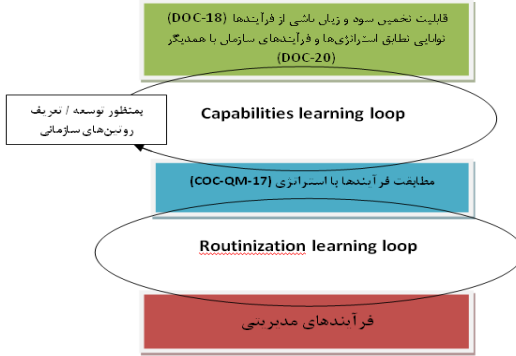 قابلیت تخمین سود و زیان ناشی از فرآیندها (DOC-18)
توانایی تطابق استراتژی‌ها و فرآیندهای سازمان با همدیگر
(DOC-20)
Capabilities learning loop
بمنظور توسعه / تعریف
روتین‌های سازمانی
مطابقت فرآیندها با استراتژی (COC-QM-17)
Routinization learning loop
فرآیندهای مدیریتی